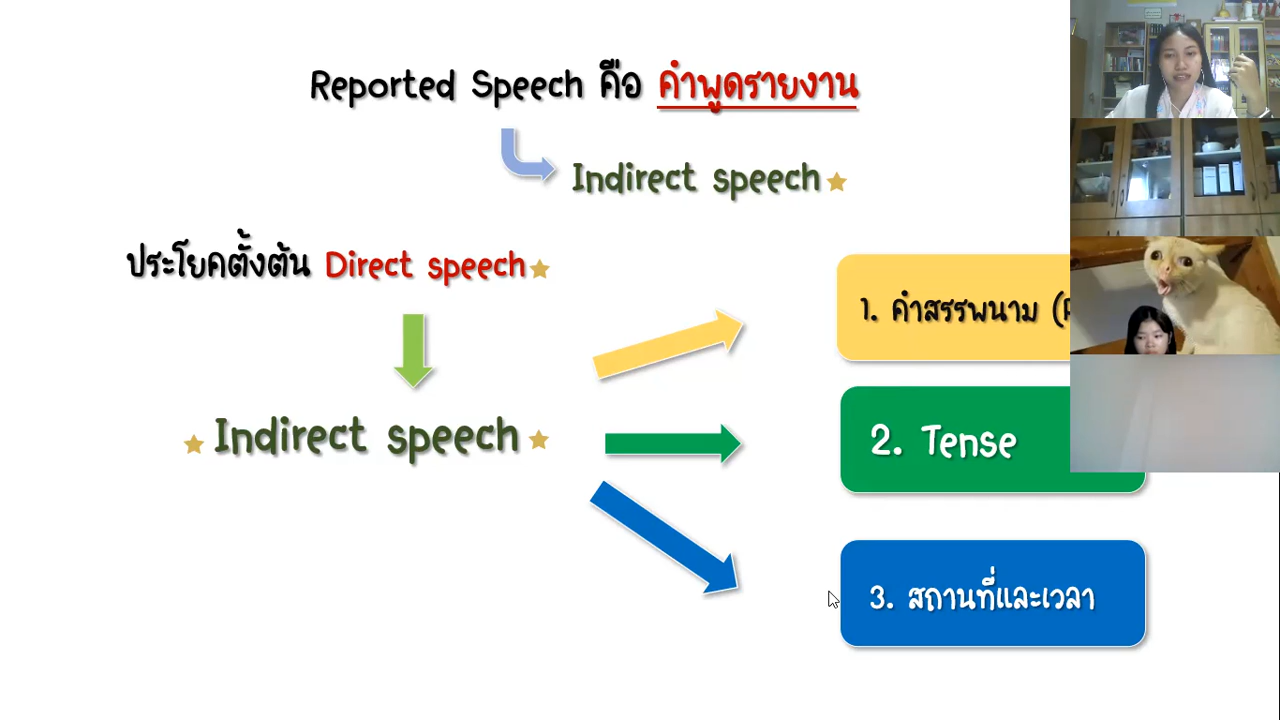 Reported Speech คือ คำพูดรายงาน
Indirect speech
ประโยคตั้งต้น Direct speech
Indirect speech
1. คำสรรพนาม (
2. Tense
3. สถานที่และเวลา